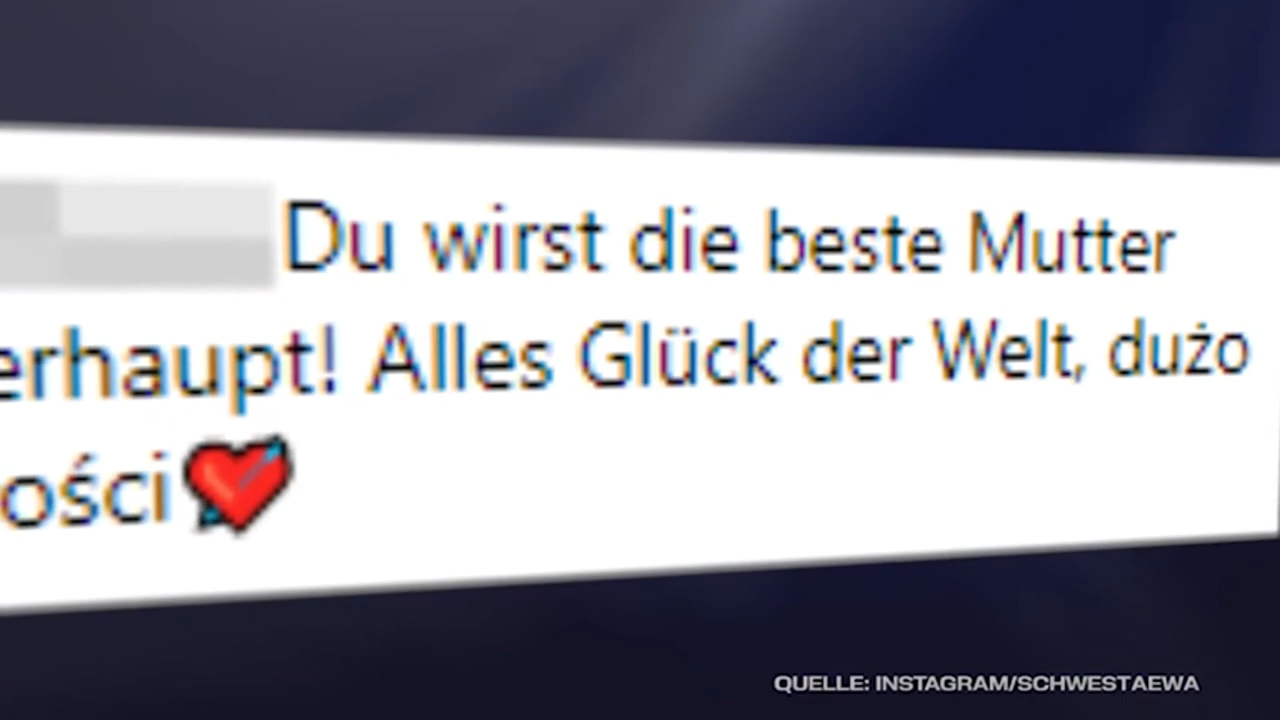 Du wirst die beste Mutter
erhaupt! Alles Glück der Welt, dużo
ości
QUELLE: INSTAGRAM/SCHWESTAEWA